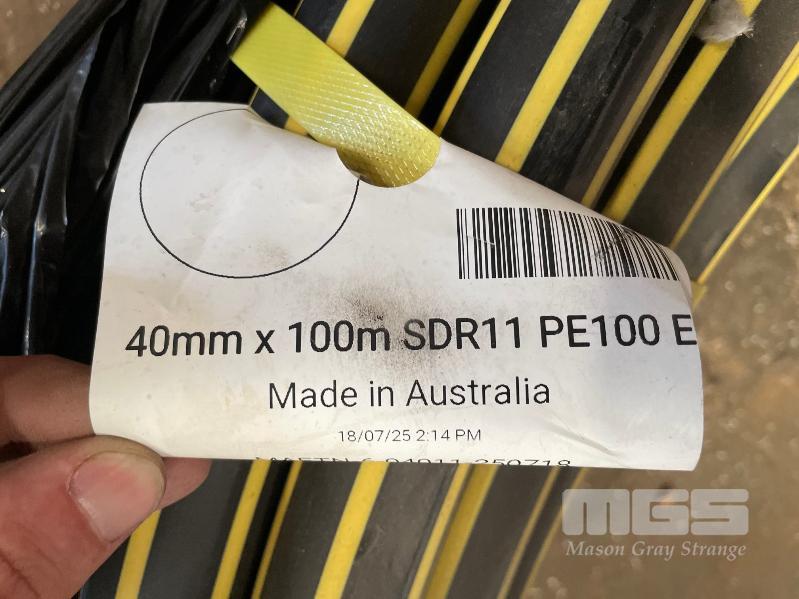 40mm x 100m SDR11 PE100 E
Made in Australia
18/07/25 2:14 PM
MGS
Mason Gray Strange